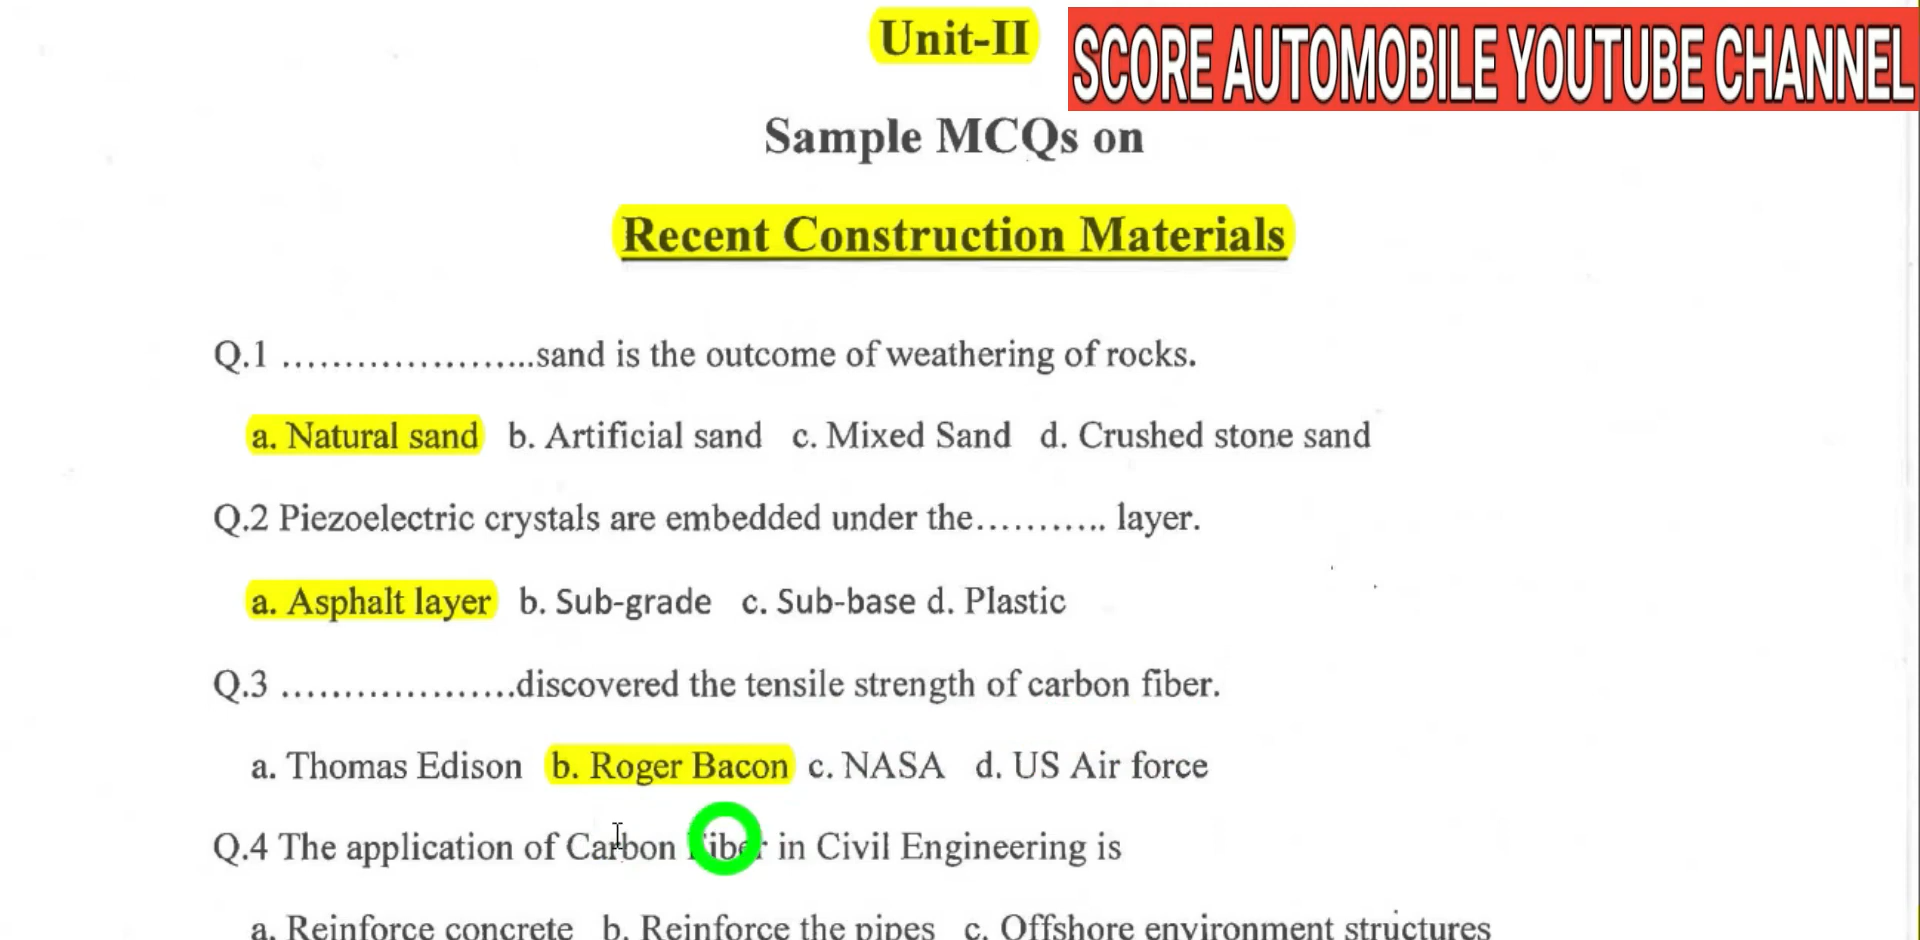 Unit-II
SCORE AUTOMOBILE YOUTUBE CHANNEL
Sample MCQs on
Recent Construction Materials
Q.1 ....................sand is the outcome of weathering of rocks.
a. Natural sand b. Artificial sand c. Mixed Sand d. Crushed stone sand
Q.2 Piezoelectric crystals are embedded under the........... layer.
a. Asphalt layer b. Sub-grade c. Sub-base d. Plastic
Q.3 ...................discovered the tensile strength of carbon fiber.
a. Thomas Edison b. Roger Bacon c. NASA d. US Air force
Q.4 The application of Carbon Fiber in Civil Engineering is
a. Reinforce concrete b. Reinforce the pipes c. Offshore environment structures